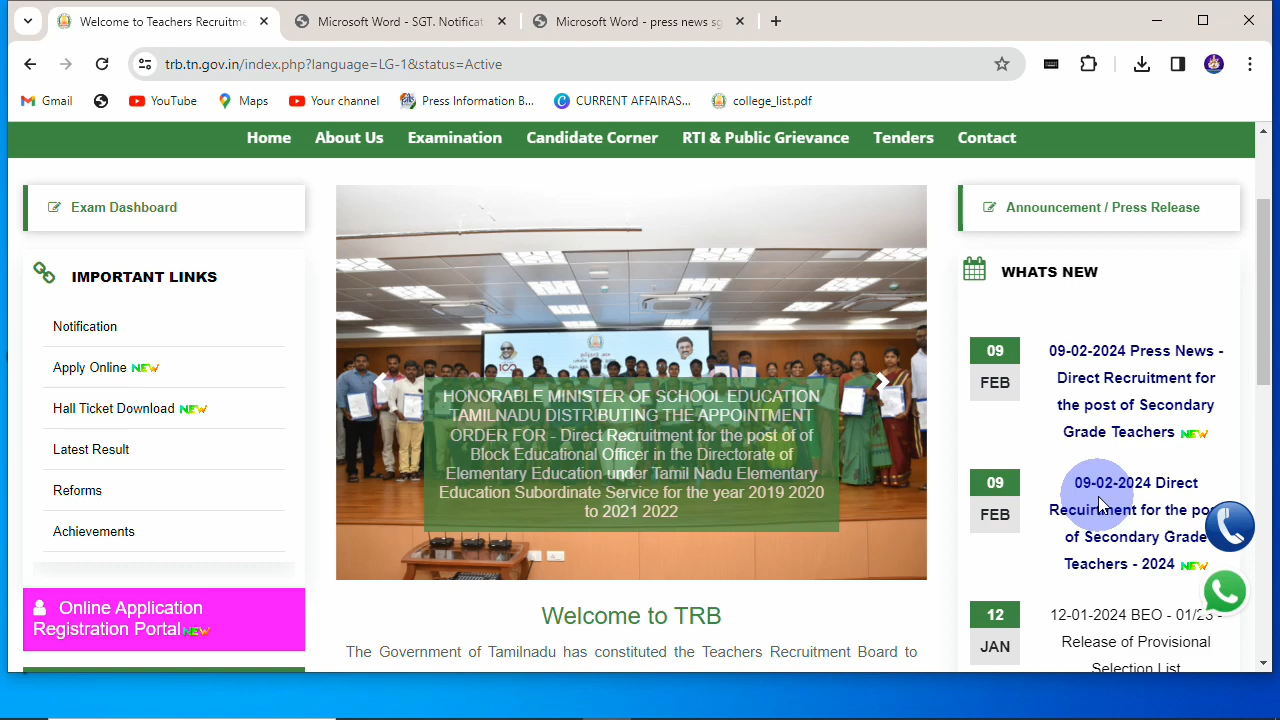 Welcome to Teachers Recruitme
Microsoft Word - SGT. Notificat
Microsoft Word - press news sg
trb.tn.gov.in/index.php?language=LG-1&status=Active
Gmail
YouTube
Maps
Your channel
Press Information B...
CURRENT AFFAIRAS...
college_list.pdf
Home About Us Examination Candidate Corner RTI & Public Grievance Tenders Contact
Exam Dashboard
IMPORTANT LINKS
Notification
Apply Online NEW
Hall Ticket Download NEW
Latest Result
Reforms
Achievements
Online Application
Registration Portal NEW
HONORABLE MINISTER OF SCHOOL EDUCATION
TAMILNADU DISTRIBUTING THE APPOINTMENT
ORDER FOR - Direct Recruitment for the post of of
Block Educational Officer in the Directorate of
Elementary Education under Tamil Nadu Elementary
Education Subordinate Service for the year 2019 2020
to 2021 2022
Welcome to TRB
The Government of Tamilnadu has constituted the Teachers Recruitment Board to
Announcement / Press Release
WHATS NEW
09
FEB
09-02-2024 Press News -
Direct Recruitment for
the post of Secondary
Grade Teachers NEW
09
FEB
09-02-2024 Direct
Recuirtment for the pos
of Secondary Grade
Teachers - 2024 NEW
12
JAN
12-01-2024 BEO - 01/23 -
Release of Provisional
Selection List